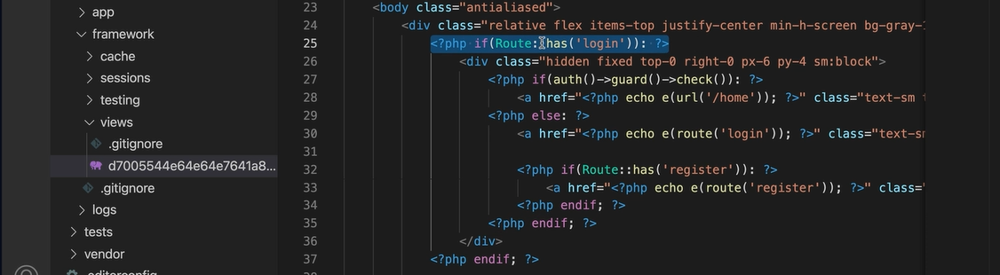 app
framework
cache
sessions
testing
views
.gitignore
d7005544e64e64e7641a8...
.gitignore
logs
tests
vendor
.editorconfig
23 <body class="antialiased">
24 <div class="relative flex items-top justify-center min-h-screen bg-gray-1
25 <?php if(Route::has('login')): ?>
26 <div class="hidden fixed top-0 right-0 px-6 py-4 sm:block">
27 <?php if(auth()->guard()->check()): ?>
28 <a href="<?php echo e(url('/home')); ?>" class="text-sm
29 <?php else: ?>
30 <a href="<?php echo e(route('login')); ?>" class="text-sm
31
32 <?php if(Route::has('register')): ?>
33 <a href="<?php echo e(route('register')); ?>" class="
34 <?php endif; ?>
35 <?php endif; ?>
36 </div>
37 <?php endif; ?>